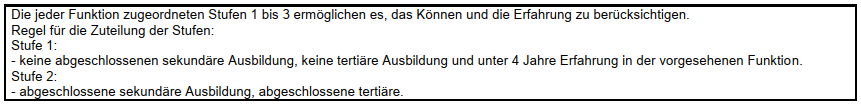 Die jeder Funktion zugeordneten Stufen 1 bis 3 ermöglichen es, das Können und die Erfahrung zu berücksichtigen.
Regel für die Zuteilung der Stufen:
Stufe 1:
- keine abgeschlossenen sekundäre Ausbildung, keine tertiäre Ausbildung und unter 4 Jahre Erfahrung in der vorgesehenen Funktion.
Stufe 2:
- abgeschlossene sekundäre Ausbildung, abgeschlossene tertiäre.